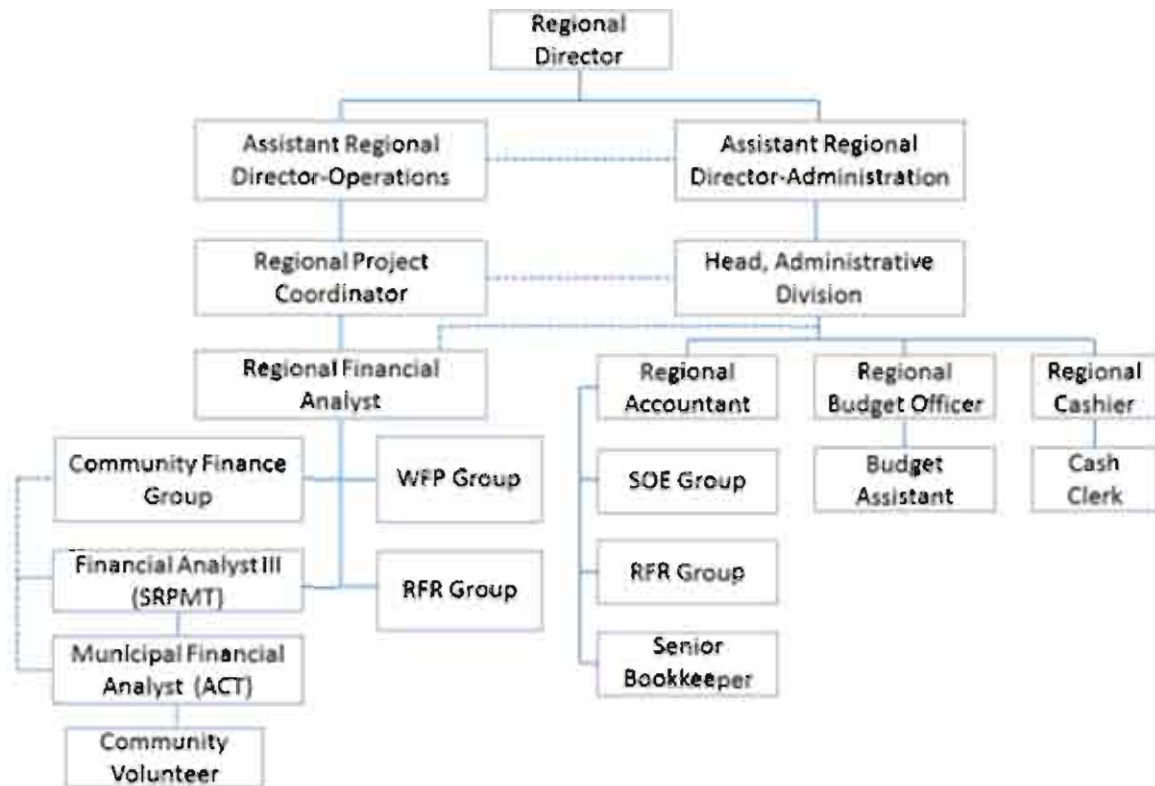 Regional
Director
Assistant Regional
Director-Operations
Assistant Regional
Director-Administration
Regional Project
Coordinator
Head, Administrative
Division
Regional Financial
Analyst
Regional
Accountant
Regional
Budget Officer
Regional
Cashier
Community Finance
Group
WFP Group
SOE Group
Budget
Assistant
Cash
Clerk
Financial Analyst III
(SRPMT)
RFR Group
RFR Group
Municipal Financial
Analyst (ACT)
Senior
Bookkeeper
Community
Volunteer